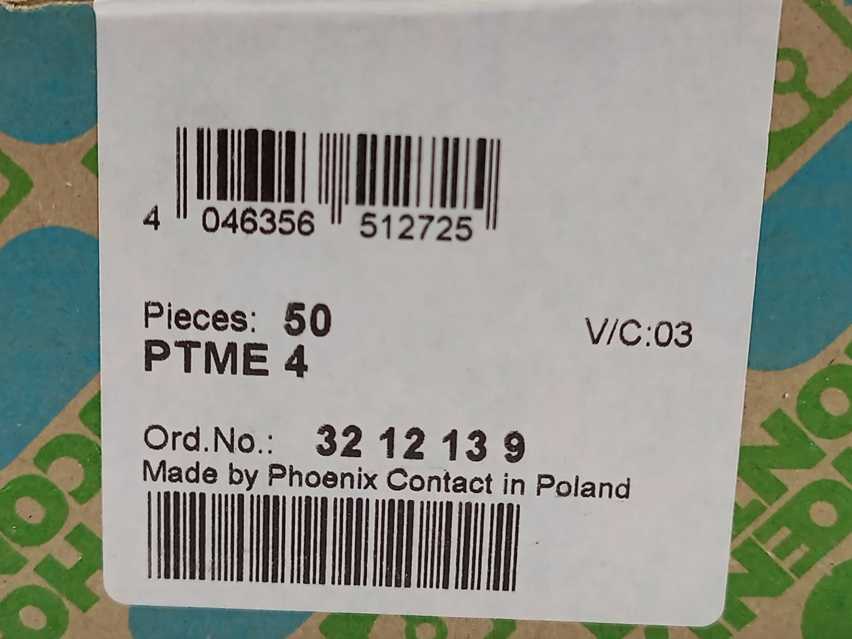 4 046356 512725
Pieces: 50
V/C:03
PTME 4
Ord.No.: 32 12 13 9
Made by Phoenix Contact in Poland